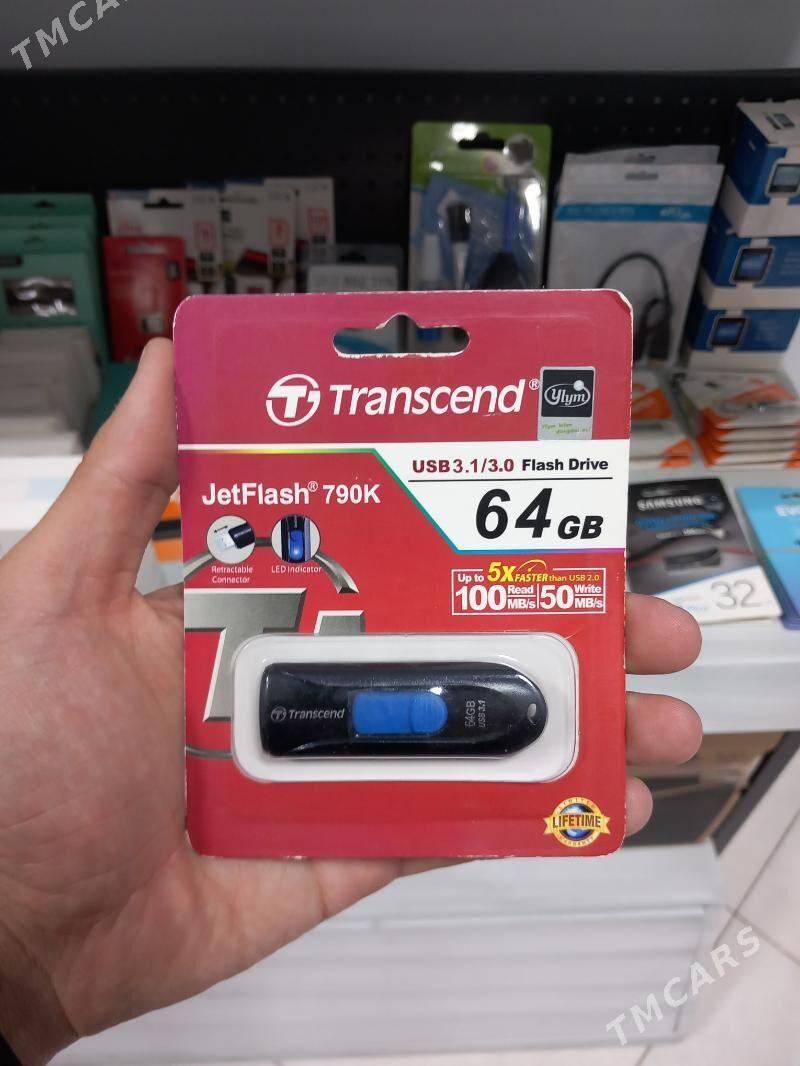 TMCARS
Transcend®
Ylym
USB 3.1/3.0 Flash Drive
JetFlash® 790K
64GB
Retractable
Connector
LED Indicator
Up to 5X FASTER than USB 2.0
100 Read MB/s 50 Write MB/s
SAMSUNG
32
Transcend
64GB
USB 3.1
LIMITED
LIFETIME
TMCARS